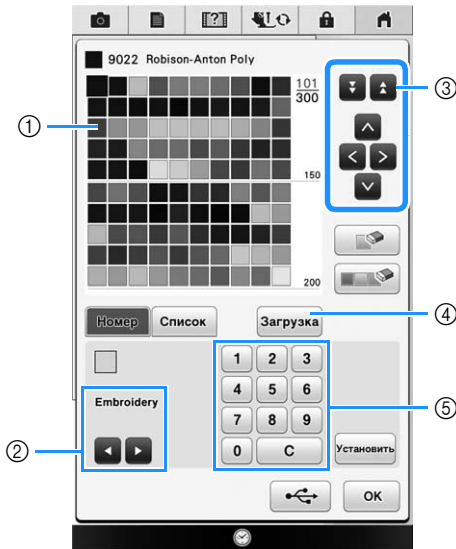 9022 Robison-Anton Poly
101
300
150
200
①
②
③
④
⑤
Номер
Список
Загрузка
Embroidery
1 2 3
4 5 6
7 8 9
0 C
Установить
OK